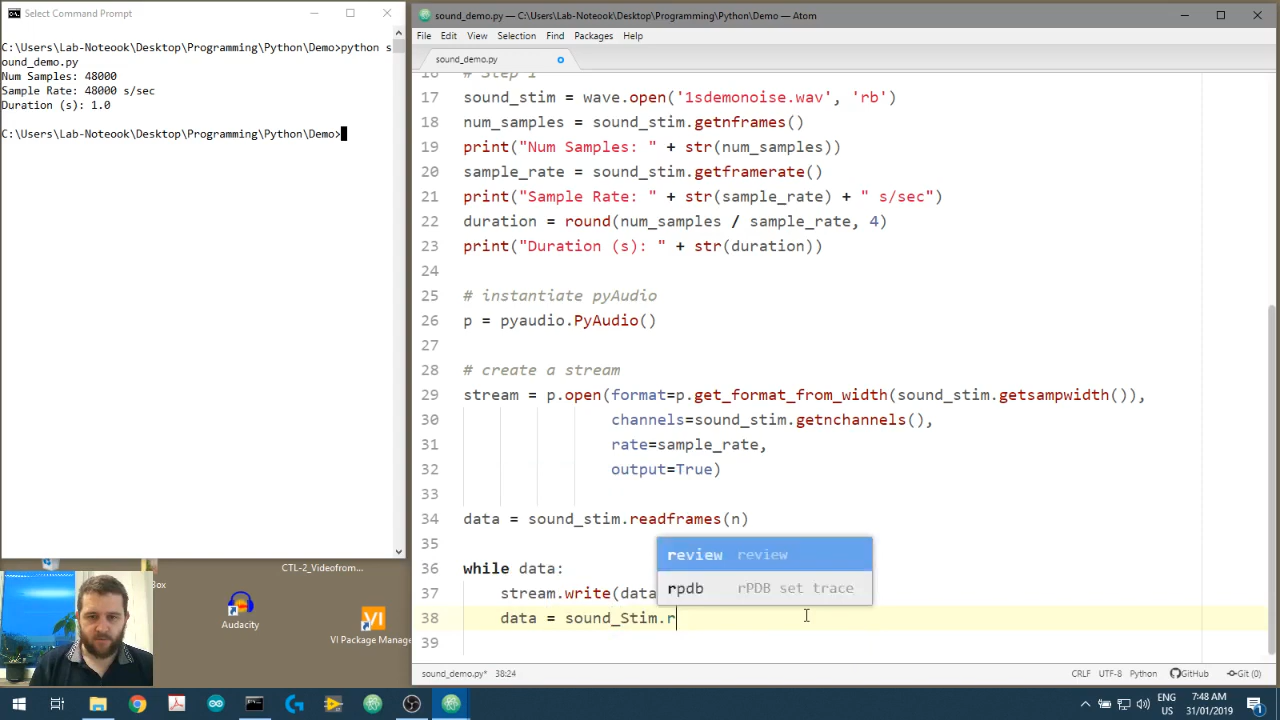 Select Command Prompt
C:\Users\Lab-Noteook\Desktop\Programming\Python\Demo>python s
ound_demo.py
Num Samples: 48000
Sample Rate: 48000 s/sec
Duration (s): 1.0
C:\Users\Lab-Noteook\Desktop\Programming\Python\Demo>
sound_demo.py — C:\Users\Lab-Noteook\Desktop\Programming\Python\Demo — Atom
File Edit View Selection Find Packages Help
sound_demo.py
16 # Step 1
17 sound_stim = wave.open('1sdemonoise.wav', 'rb')
18 num_samples = sound_stim.getnframes()
19 print("Num Samples: " + str(num_samples))
20 sample_rate = sound_stim.getframerate()
21 print("Sample Rate: " + str(sample_rate) + " s/sec")
22 duration = round(num_samples / sample_rate, 4)
23 print("Duration (s): " + str(duration))
24
25 # instantiate pyAudio
26 p = pyaudio.PyAudio()
27
28 # create a stream
29 stream = p.open(format=p.get_format_from_width(sound_stim.getsampwidth()),
30 channels=sound_stim.getnchannels(),
31 rate=sample_rate,
32 output=True)
33
34 data = sound_stim.readframes(n)
35
36 while data:
37 stream.write(data
38 data = sound_Stim.r
39
review review
rpdb rPDB set trace
sound_demo.py* 38:24
CRLF UTF-8 Python GitHub Git (0)
CTL-2_Videofrom...
Box
Audacity
VI
VI Package Manage
ENG
US
7:48 AM
31/01/2019
1